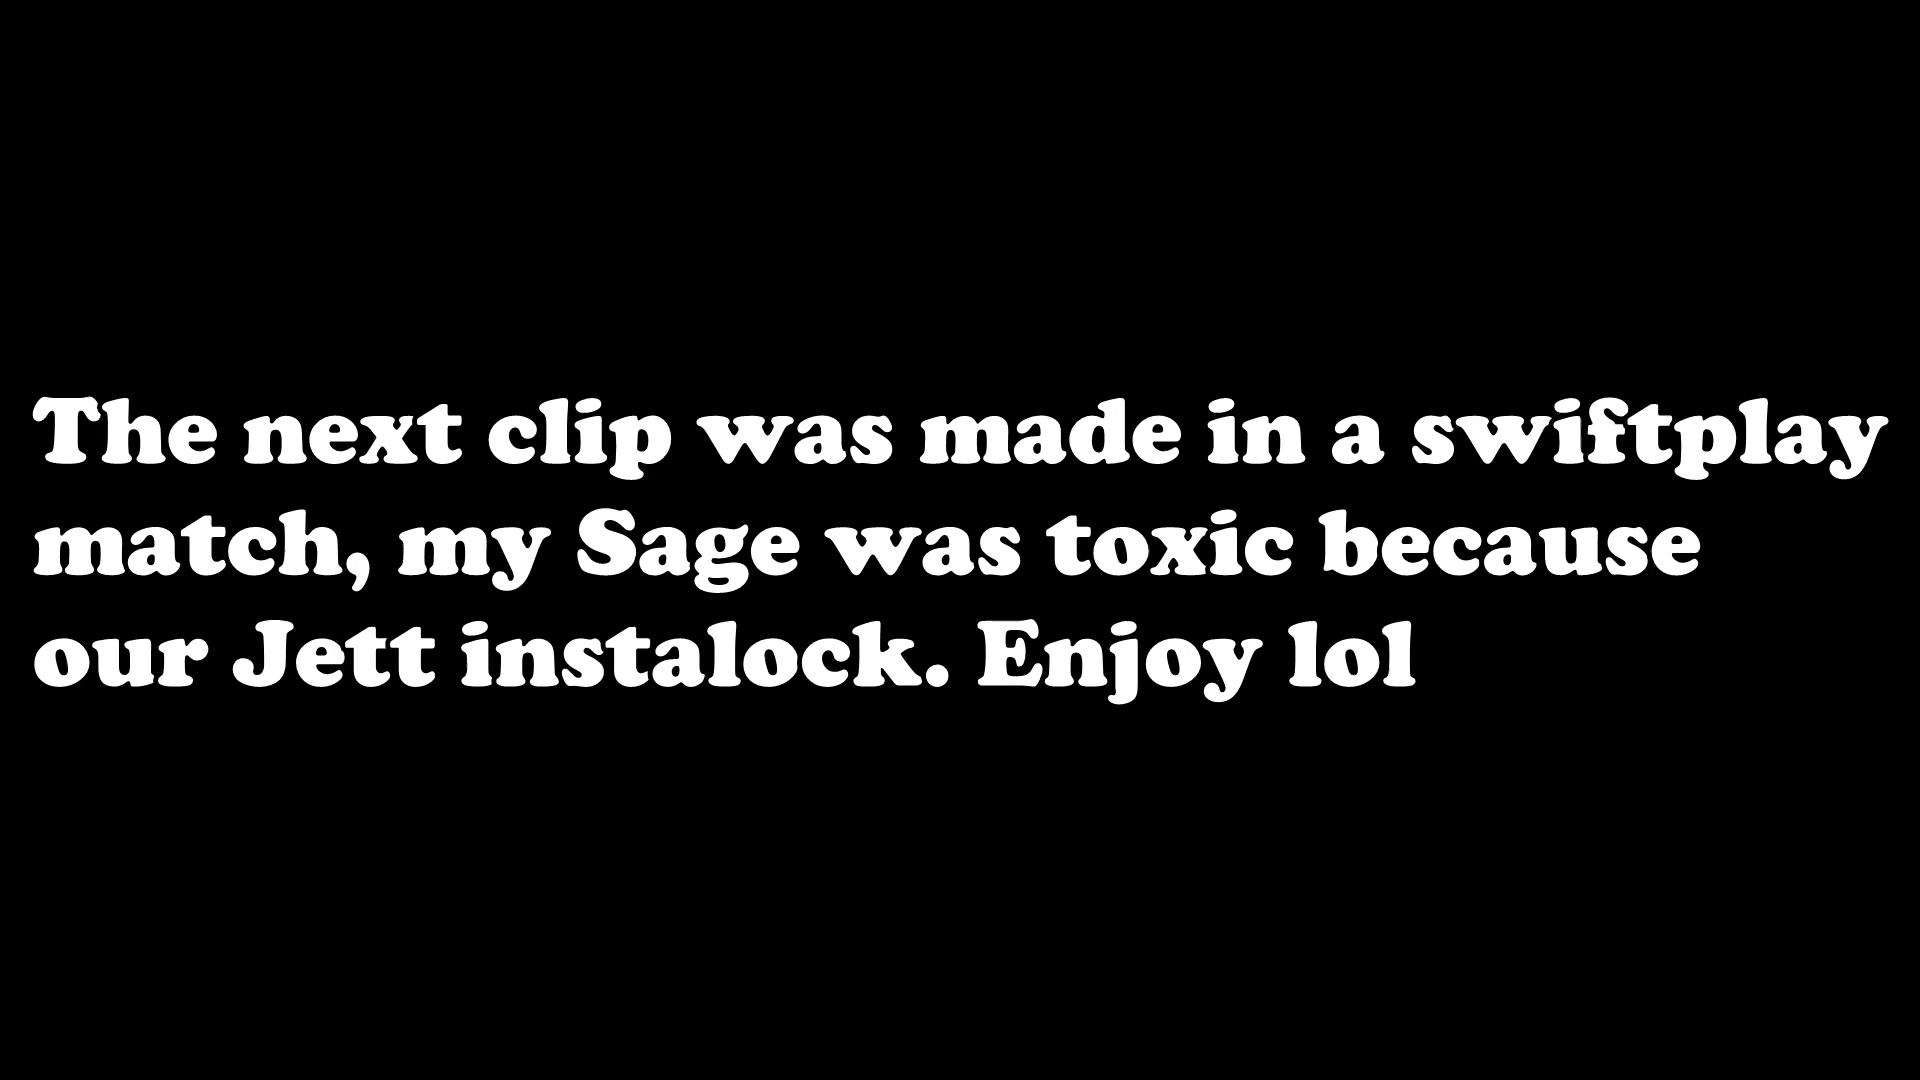 The next clip was made in a swiftplay
match, my Sage was toxic because
our Jett instalock. Enjoy lol